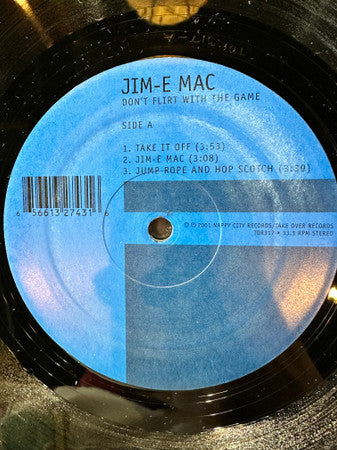 JIM-E MAC
DON'T FLIRT WITH THE GAME
SIDE A
1. TAKE IT OFF (3:53)
2. JIM-E MAC (3:08)
3. JUMP ROPE AND HOP SCOTCH (3:39)
6 56613 27431 6
© ℗ 2001 NAPPY CITY RECORDS/TAKE OVER RECORDS
33.3 RPM STEREO